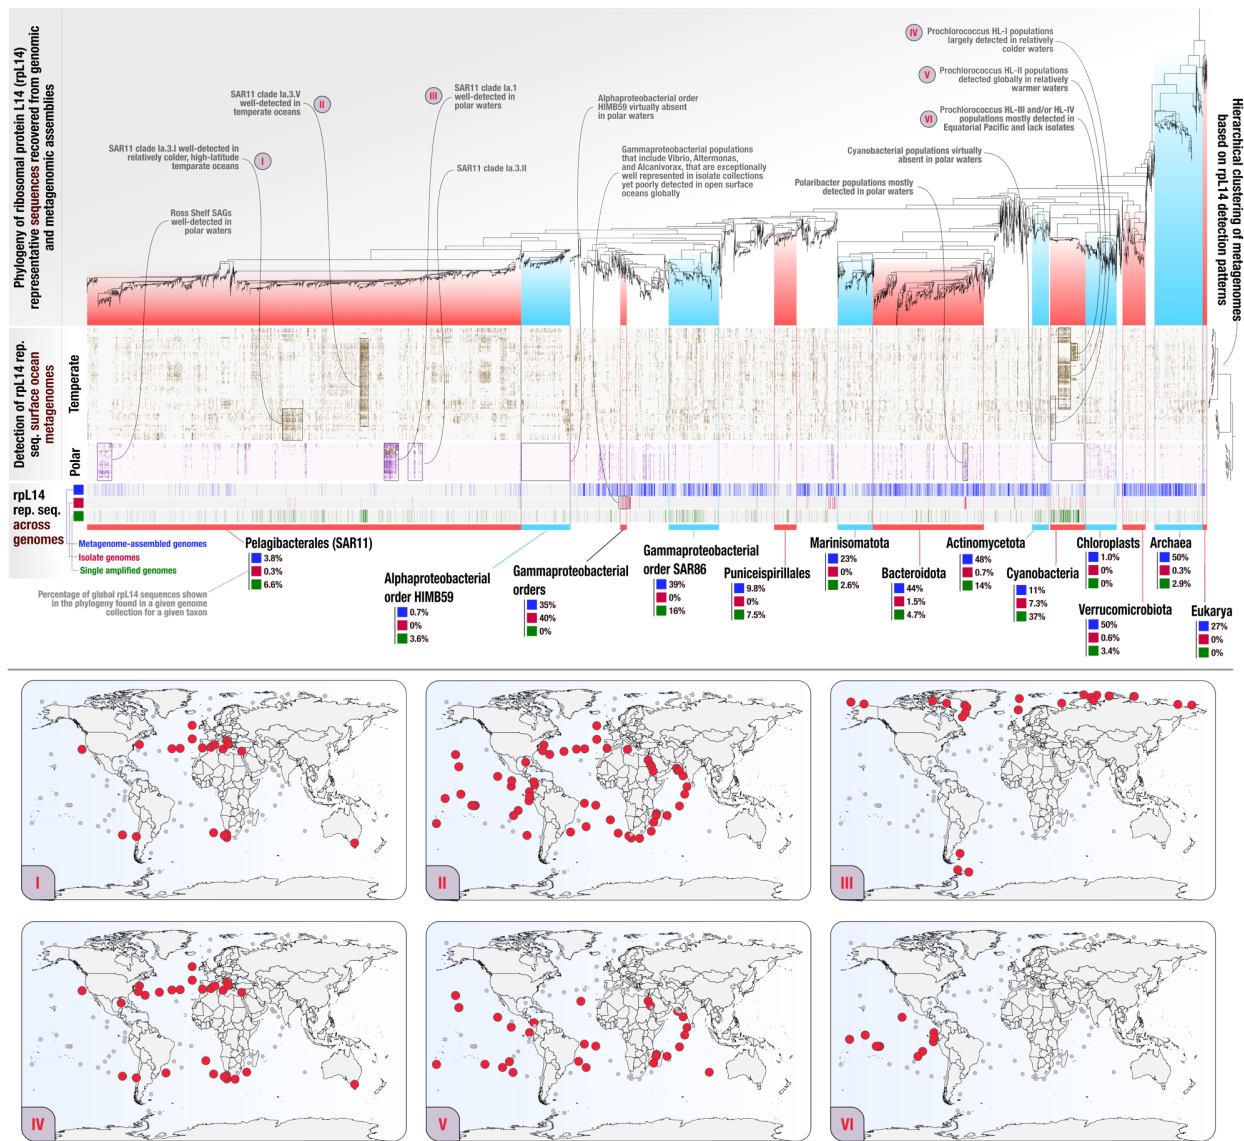 Phylogeny of ribosomal protein L14 (rpL14)
representative sequences recovered from genomic
and metagenomic assemblies
Detection of rpL14 rep.
seq. surface ocean
metagenomes
Temperate
Polar
Hierarchical clustering of metagenomes
based on rpL14 detection patterns
IV
Prochlorococcus HL-I populations
largely detected in relatively
colder waters
V
Prochlorococcus HL-II populations
detected globally in relatively
warmer waters
VI
Prochlorococcus HL-III and/or HL-IV
populations mostly detected in
Equatorial Pacific and lack isolates
SAR11 clade Ia.3.V
well-detected in
temperate oceans
II
III
SAR11 clade Ia.1
well-detected in
polar waters
Alphaproteobacterial order
HIMB59 virtually absent
in polar waters
SAR11 clade Ia.3.I well-detected in
relatively colder, high-latitude
temparate oceans
I
SAR11 clade Ia.3.II
Gammaproteobacterial populations
that include Vibrio, Altermonas,
and Alcanivorax, that are exceptionally
well represented in isolate collections
yet poorly detected in open surface
oceans globally
Cyanobacterial populations virtually
absent in polar waters
Polaribacter populations mostly
detected in polar waters
Ross Shelf SAGs
well-detected in
polar waters
rpL14
rep. seq.
across
genomes
Metagenome-assembled genomes
Isolate genomes
Single amplified genomes
Percentage of global rpL14 sequences shown
in the phylogeny found in a given genome
collection for a given taxon
Pelagibacterales (SAR11)
3.8%
0.3%
6.6%
Alphaproteobacterial
order HIMB59
0.7%
0%
3.6%
Gammaproteobacterial
orders
35%
40%
0%
Gammaproteobacterial
order SAR86
39%
0%
16%
Puniceispirillales
9.8%
0%
7.5%
Marinisomatota
23%
0%
2.6%
Bacteroidota
44%
1.5%
4.7%
Actinomycetota
48%
0.7%
14%
Cyanobacteria
11%
7.3%
37%
Chloroplasts
1.0%
0%
0%
Verrucomicrobiota
50%
0.6%
3.4%
Archaea
50%
0.3%
2.9%
Eukarya
27%
0%
0%
I
II
III
IV
V
VI